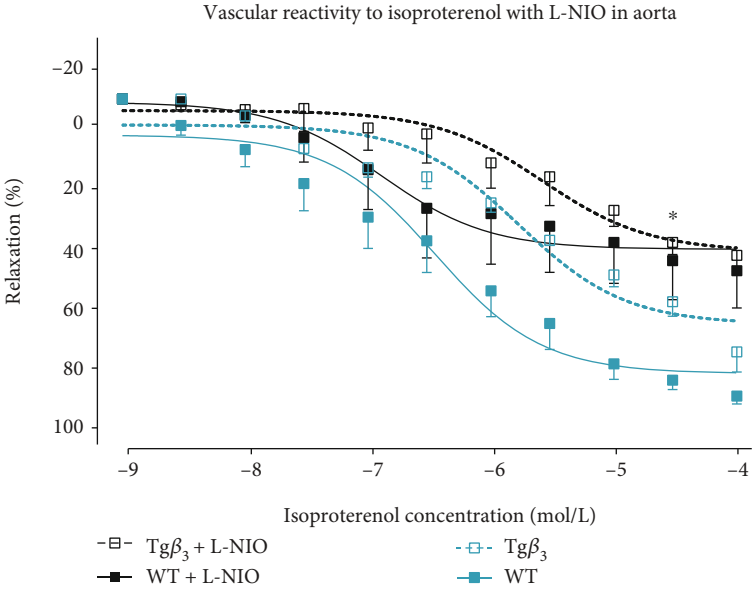 Vascular reactivity to isoproterenol with L-NIO in aorta
Relaxation (%)
−20
0
20
40
60
80
100
*
−9 −8 −7 −6 −5 −4
Isoproterenol concentration (mol/L)
Tgβ₃ + L-NIO Tgβ₃
WT + L-NIO WT